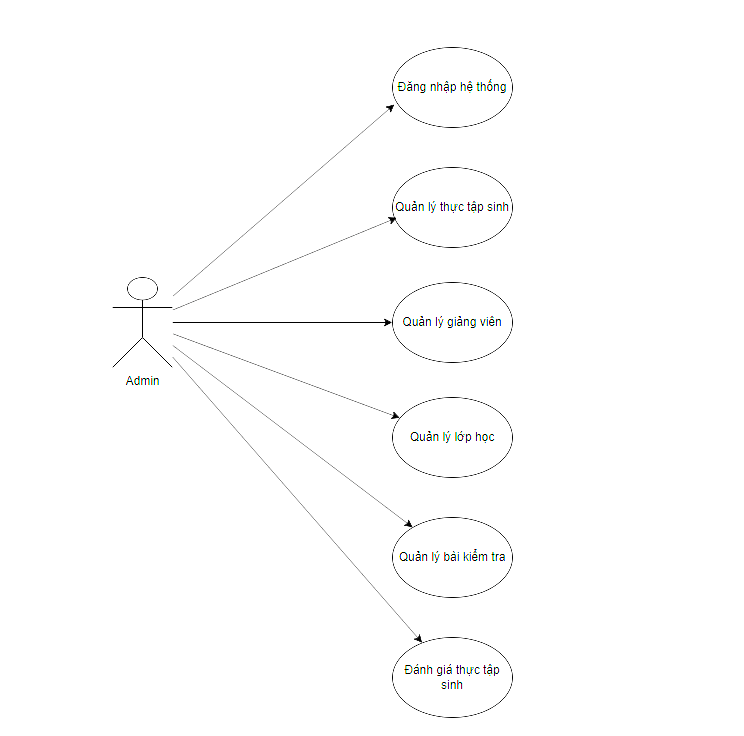 Đăng nhập hệ thống
Quản lý thực tập sinh
Quản lý giảng viên
Admin
Quản lý lớp học
Quản lý bài kiểm tra
Đánh giá thực tập
sinh